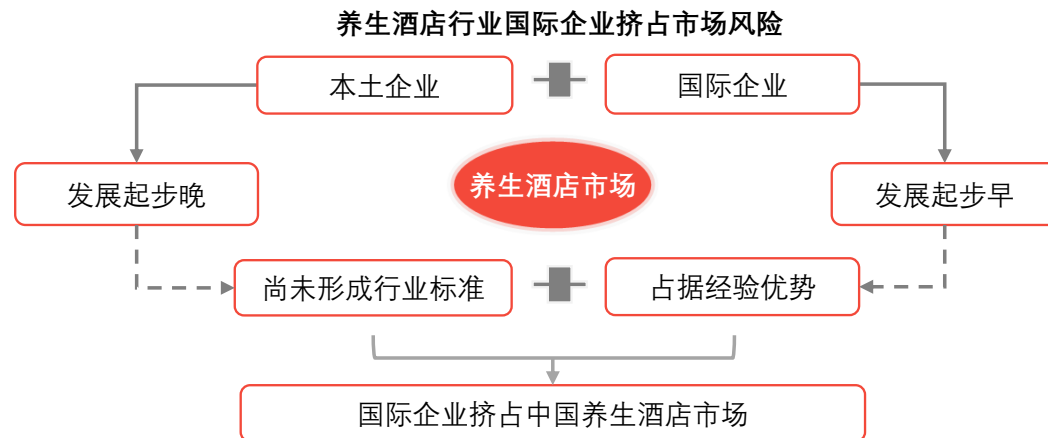 养生酒店行业国际企业挤占市场风险
本土企业
国际企业
发展起步晚
养生酒店市场
发展起步早
尚未形成行业标准
占据经验优势
国际企业挤占中国养生酒店市场